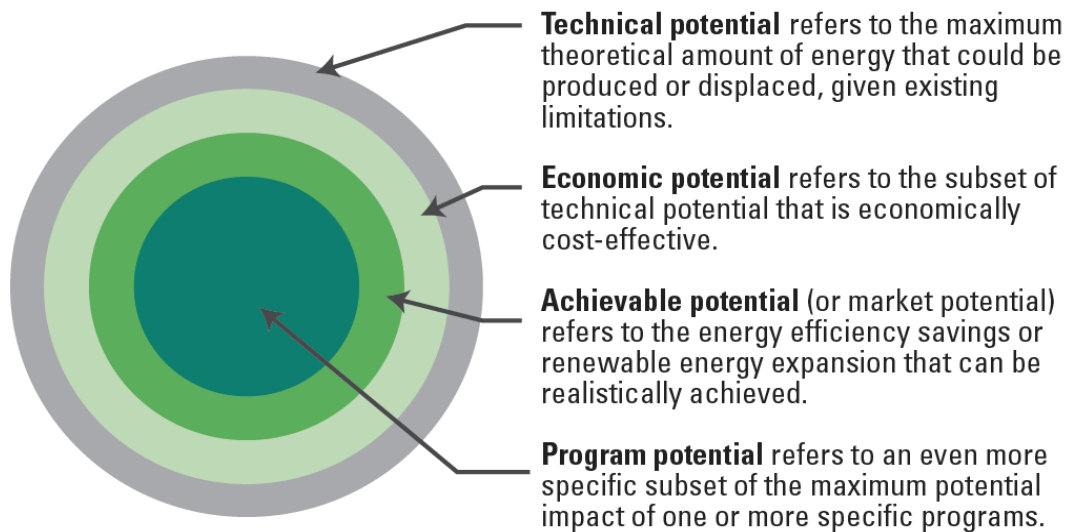 Technical potential refers to the maximum
theoretical amount of energy that could be
produced or displaced, given existing
limitations.
Economic potential refers to the subset of
technical potential that is economically
cost-effective.
Achievable potential (or market potential)
refers to the energy efficiency savings or
renewable energy expansion that can be
realistically achieved.
Program potential refers to an even more
specific subset of the maximum potential
impact of one or more specific programs.